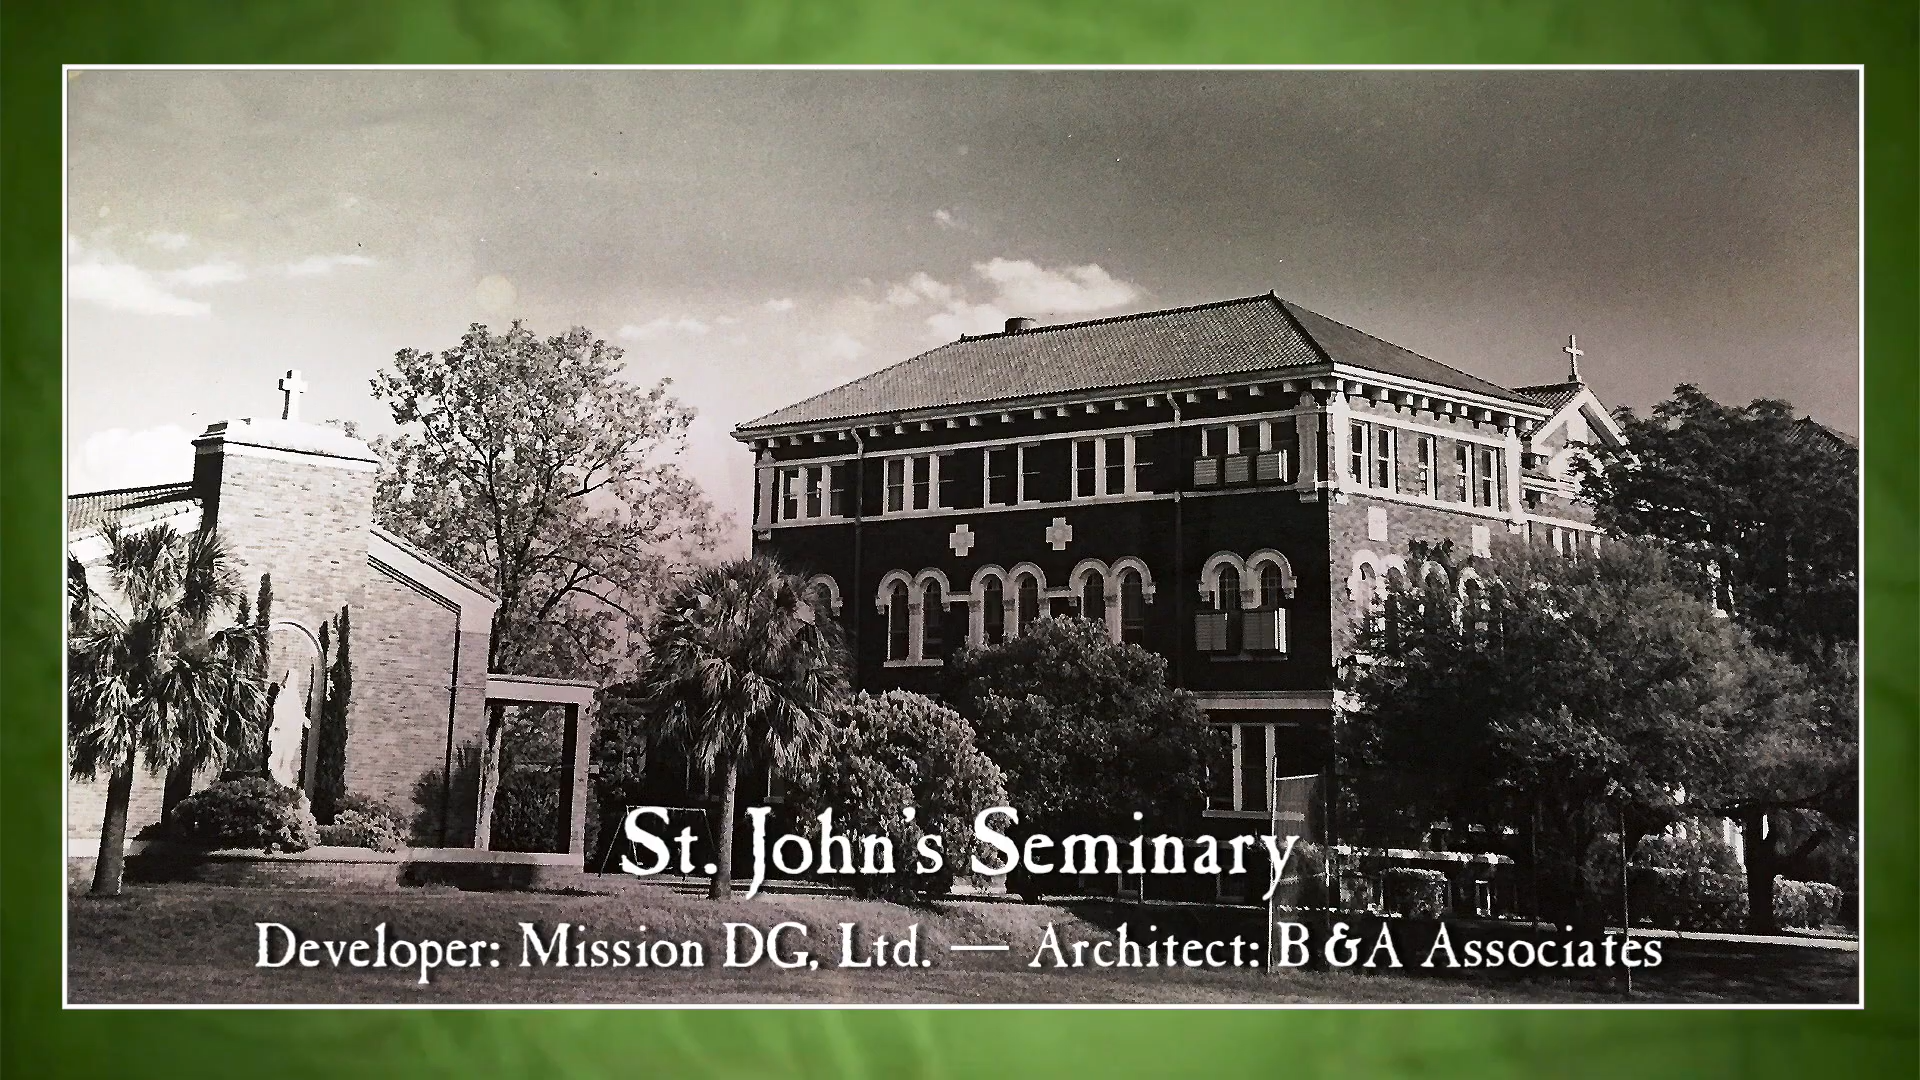 St. John's Seminary
Developer: Mission DG, Ltd. — Architect: B&A Associates